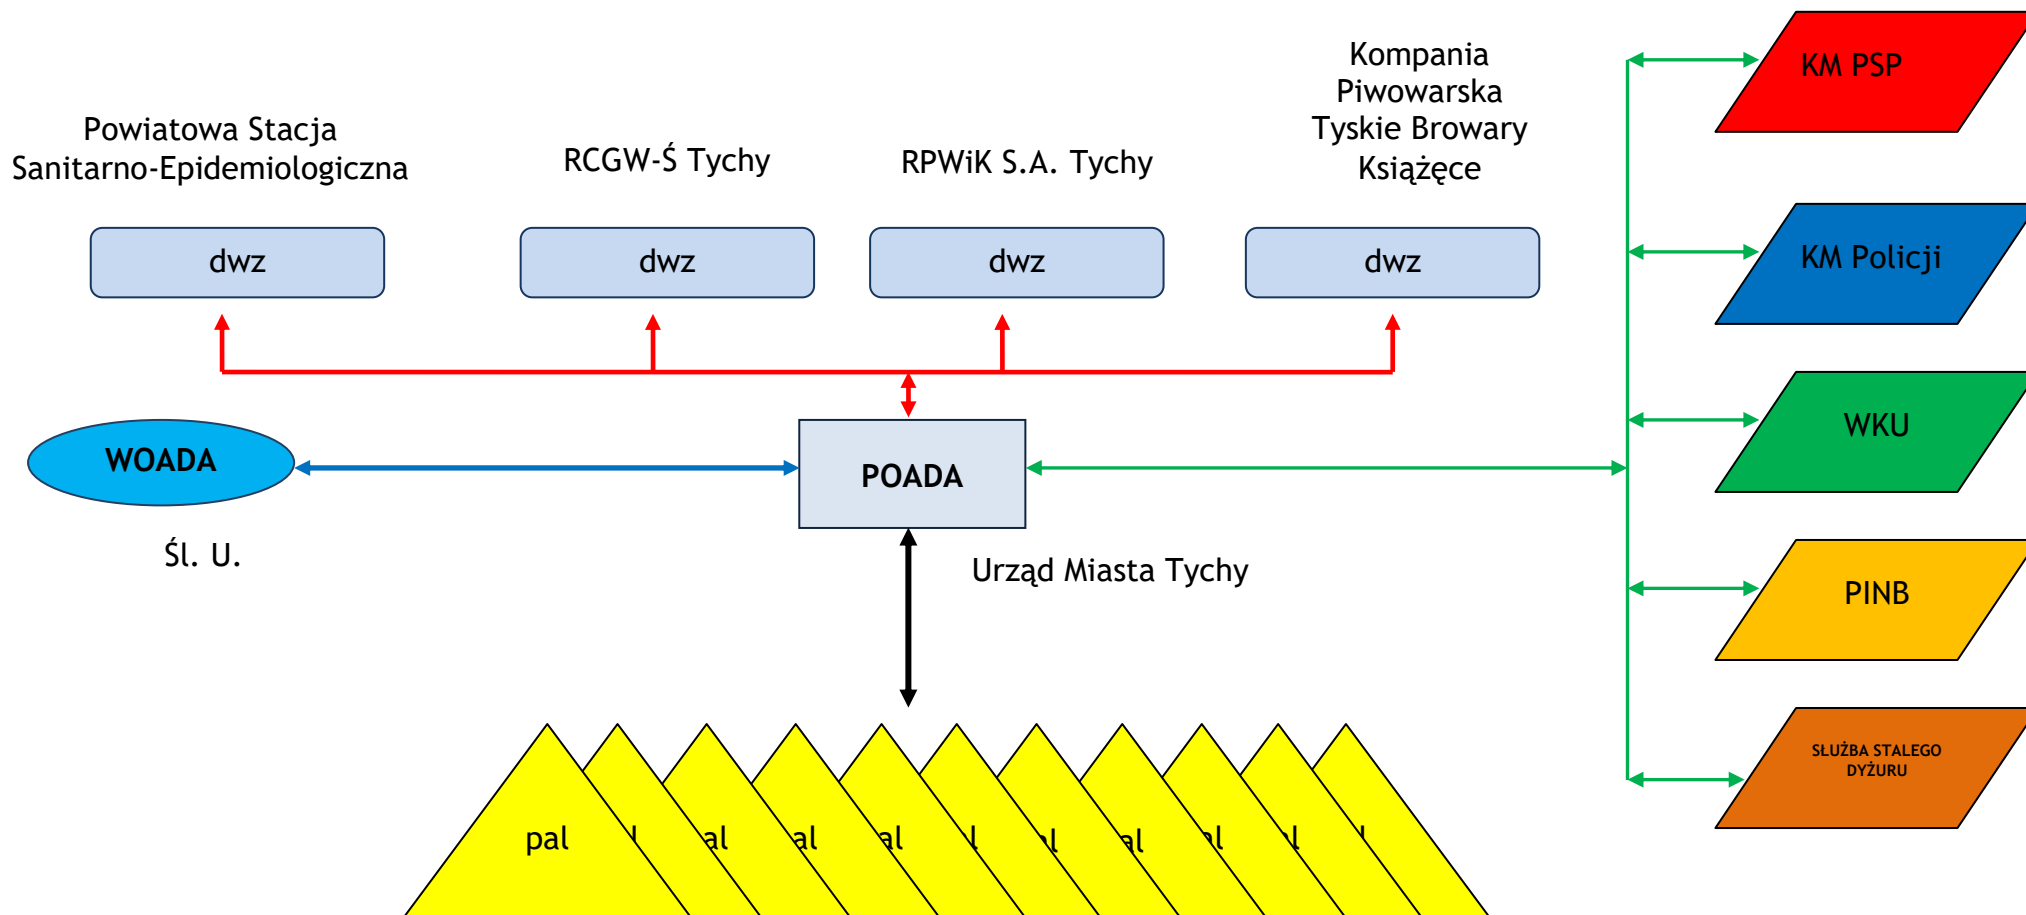 Powiatowa Stacja
Sanitarno-Epidemiologiczna
RCGW-Ś Tychy
RPWiK S.A. Tychy
Kompania
Piwowarska
Tyskie Browary
Książęce
dwz
dwz
dwz
dwz
KM PSP
KM Policji
WKU
PINB
SŁUŻBA STALEGO
DYŻURU
WOADA
POADA
Śl. U.
Urząd Miasta Tychy
pal